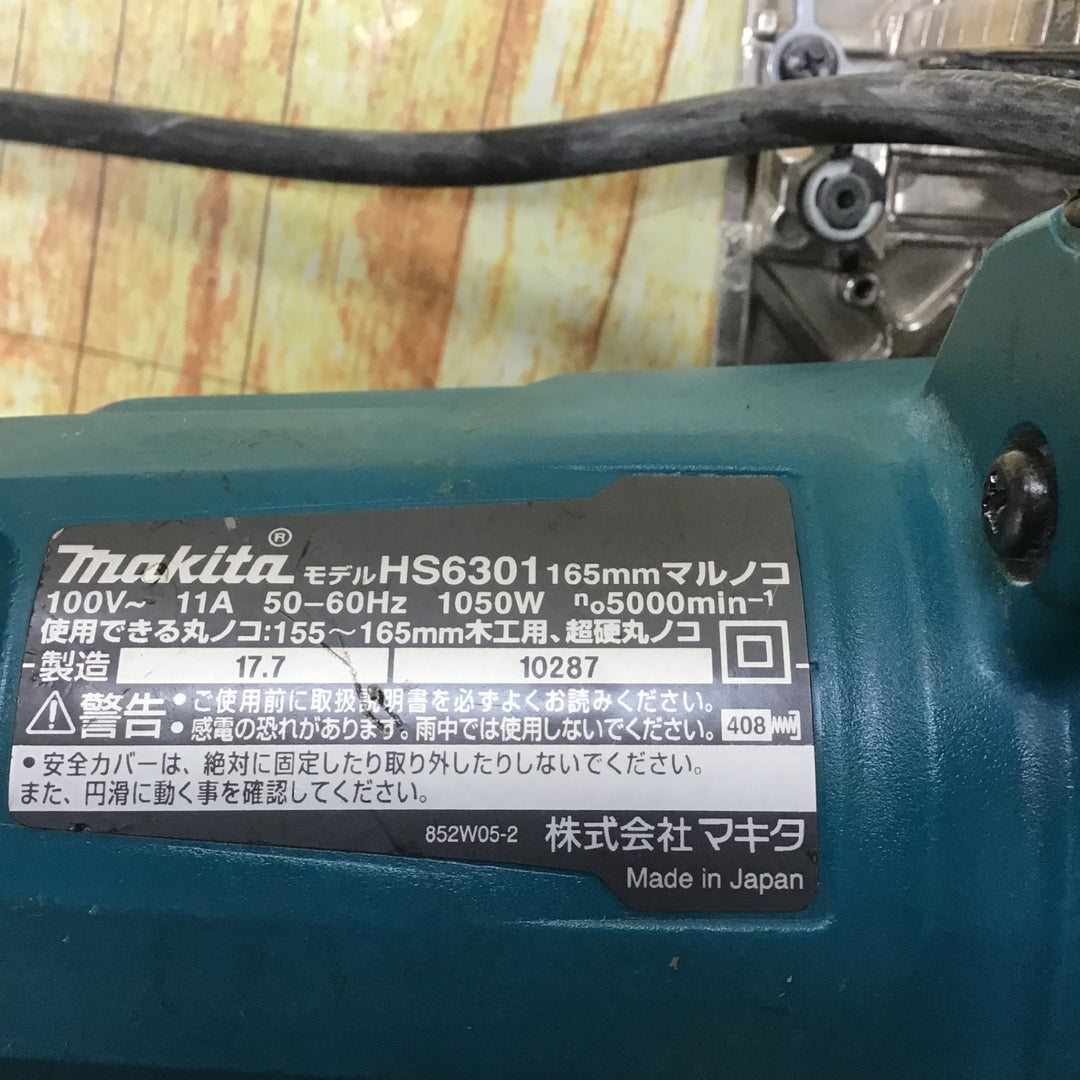 makita® モデル HS6301 165mmマルノコ
100V~ 11A 50-60Hz 1050W n₀5000min⁻¹
使用できる丸ノコ:155~165mm木工用、超硬丸ノコ
製造 17.7 10287
警告 • ご使用前に取扱説明書を必ずよくお読みください。
• 感電の恐れがあります。雨中では使用しないでください。 408
• 安全カバーは、絶対に固定したり取り外したりしないでください。
また、円滑に動く事を確認してください。
852W05-2 株式会社 マキタ
Made in Japan